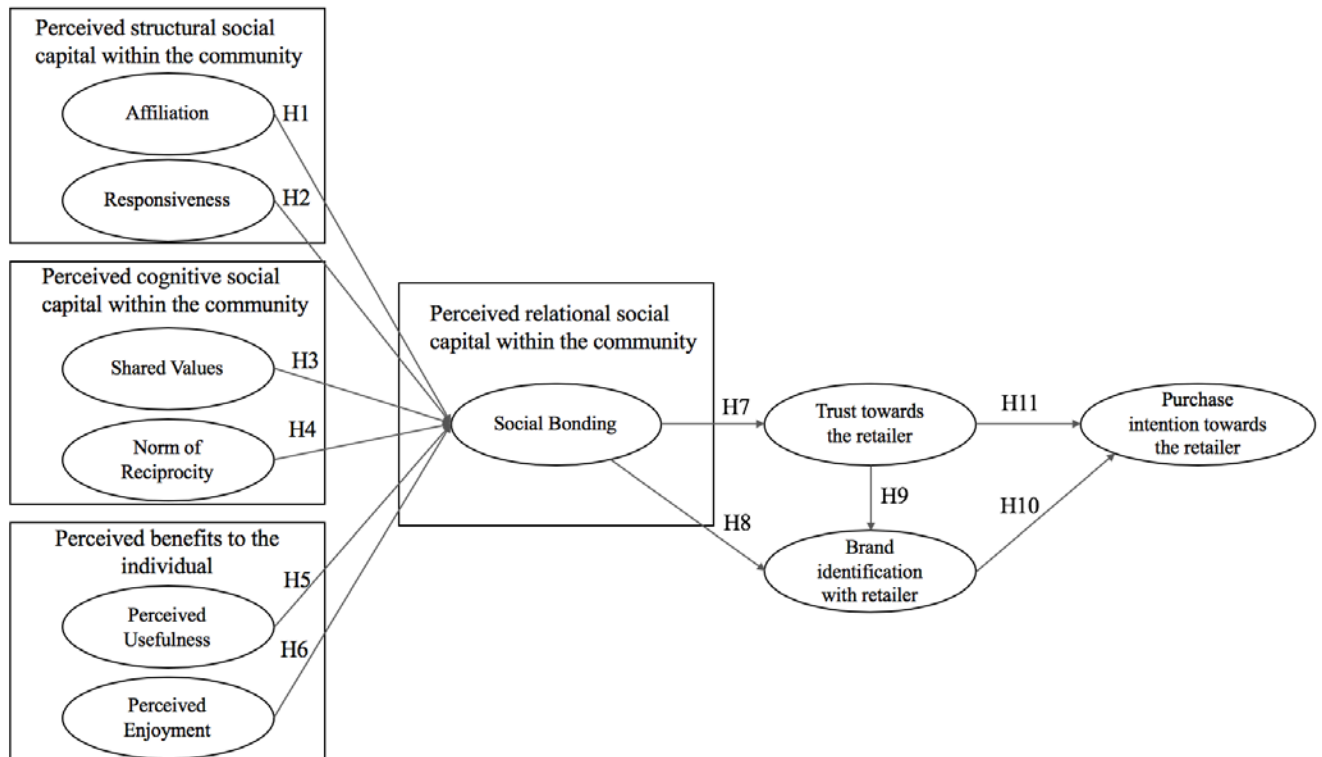 Perceived structural social
capital within the community
Affiliation
H1
Responsiveness
H2
Perceived cognitive social
capital within the community
Shared Values
H3
Norm of
Reciprocity
H4
Perceived benefits to the
individual
Perceived
Usefulness
H5
Perceived
Enjoyment
H6
Perceived relational social
capital within the community
Social Bonding
H7
H8
Trust towards
the retailer
H9
Brand
identification
with retailer
H11
H10
Purchase
intention towards
the retailer